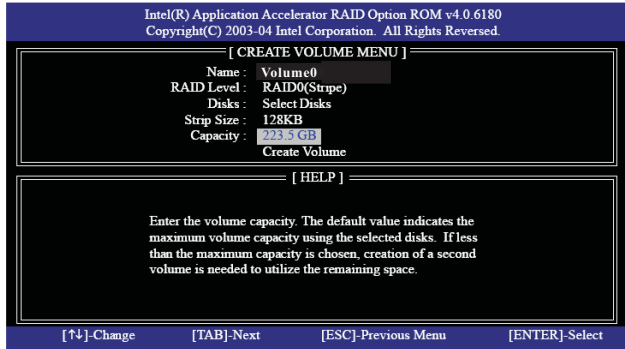 Intel(R) Application Accelerator RAID Option ROM v4.0.6180
Copyright(C) 2003-04 Intel Corporation. All Rights Reversed.
[ CREATE VOLUME MENU ]
Name : Volume0
RAID Level : RAID0(Stripe)
Disks : Select Disks
Strip Size : 128KB
Capacity : 223.5 GB
Create Volume
[ HELP ]
Enter the volume capacity. The default value indicates the
maximum volume capacity using the selected disks. If less
than the maximum capacity is chosen, creation of a second
volume is needed to utilize the remaining space.
[↑↓]-Change [TAB]-Next [ESC]-Previous Menu [ENTER]-Select